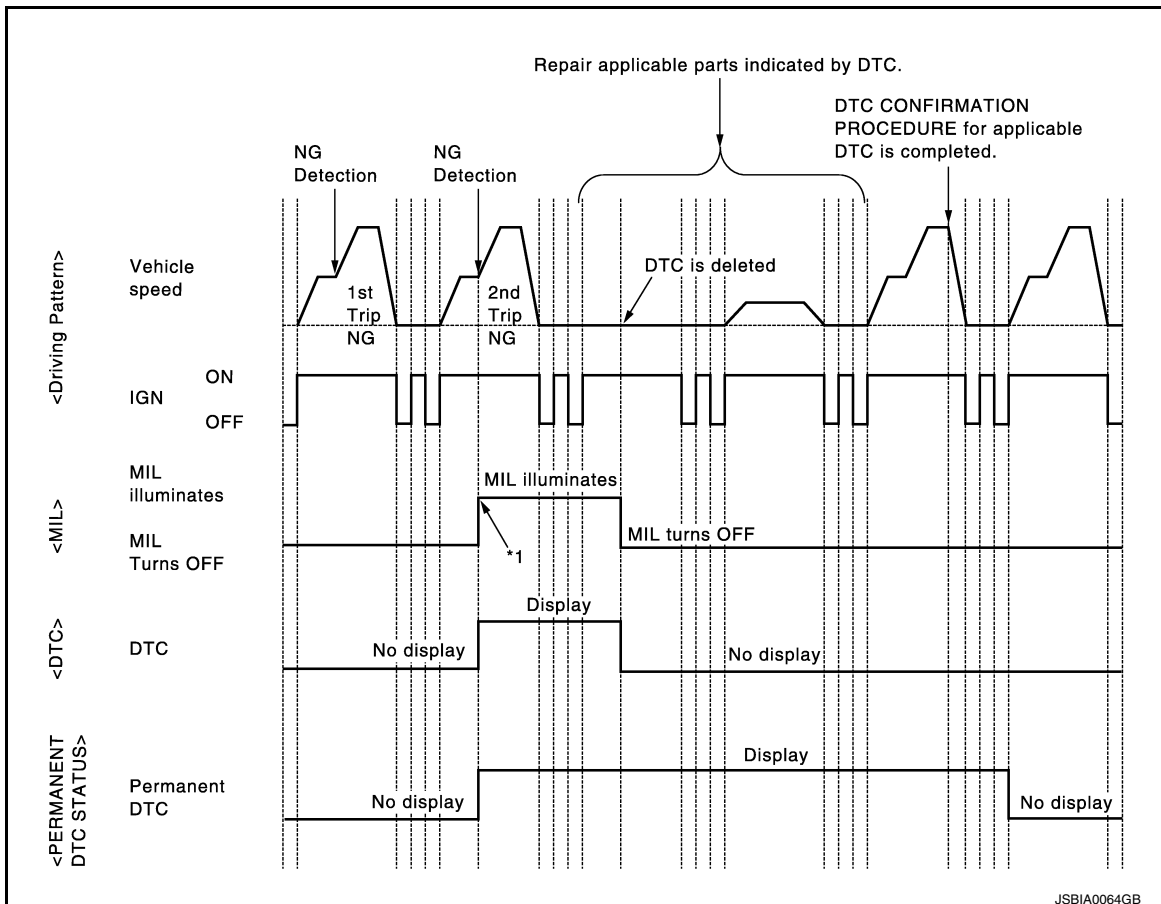 Repair applicable parts indicated by DTC.
DTC CONFIRMATION
PROCEDURE for applicable
DTC is completed.
NG
Detection
NG
Detection
<Driving Pattern>
Vehicle
speed
1st
Trip
NG
2nd
Trip
NG
DTC is deleted
IGN
ON
OFF
<MIL>
MIL
illuminates
MIL illuminates
MIL
Turns OFF
*1
MIL turns OFF
<DTC>
DTC
No display
Display
No display
<PERMANENT
DTC STATUS>
Permanent
DTC
No display
Display
No display
JSBIA0064GB